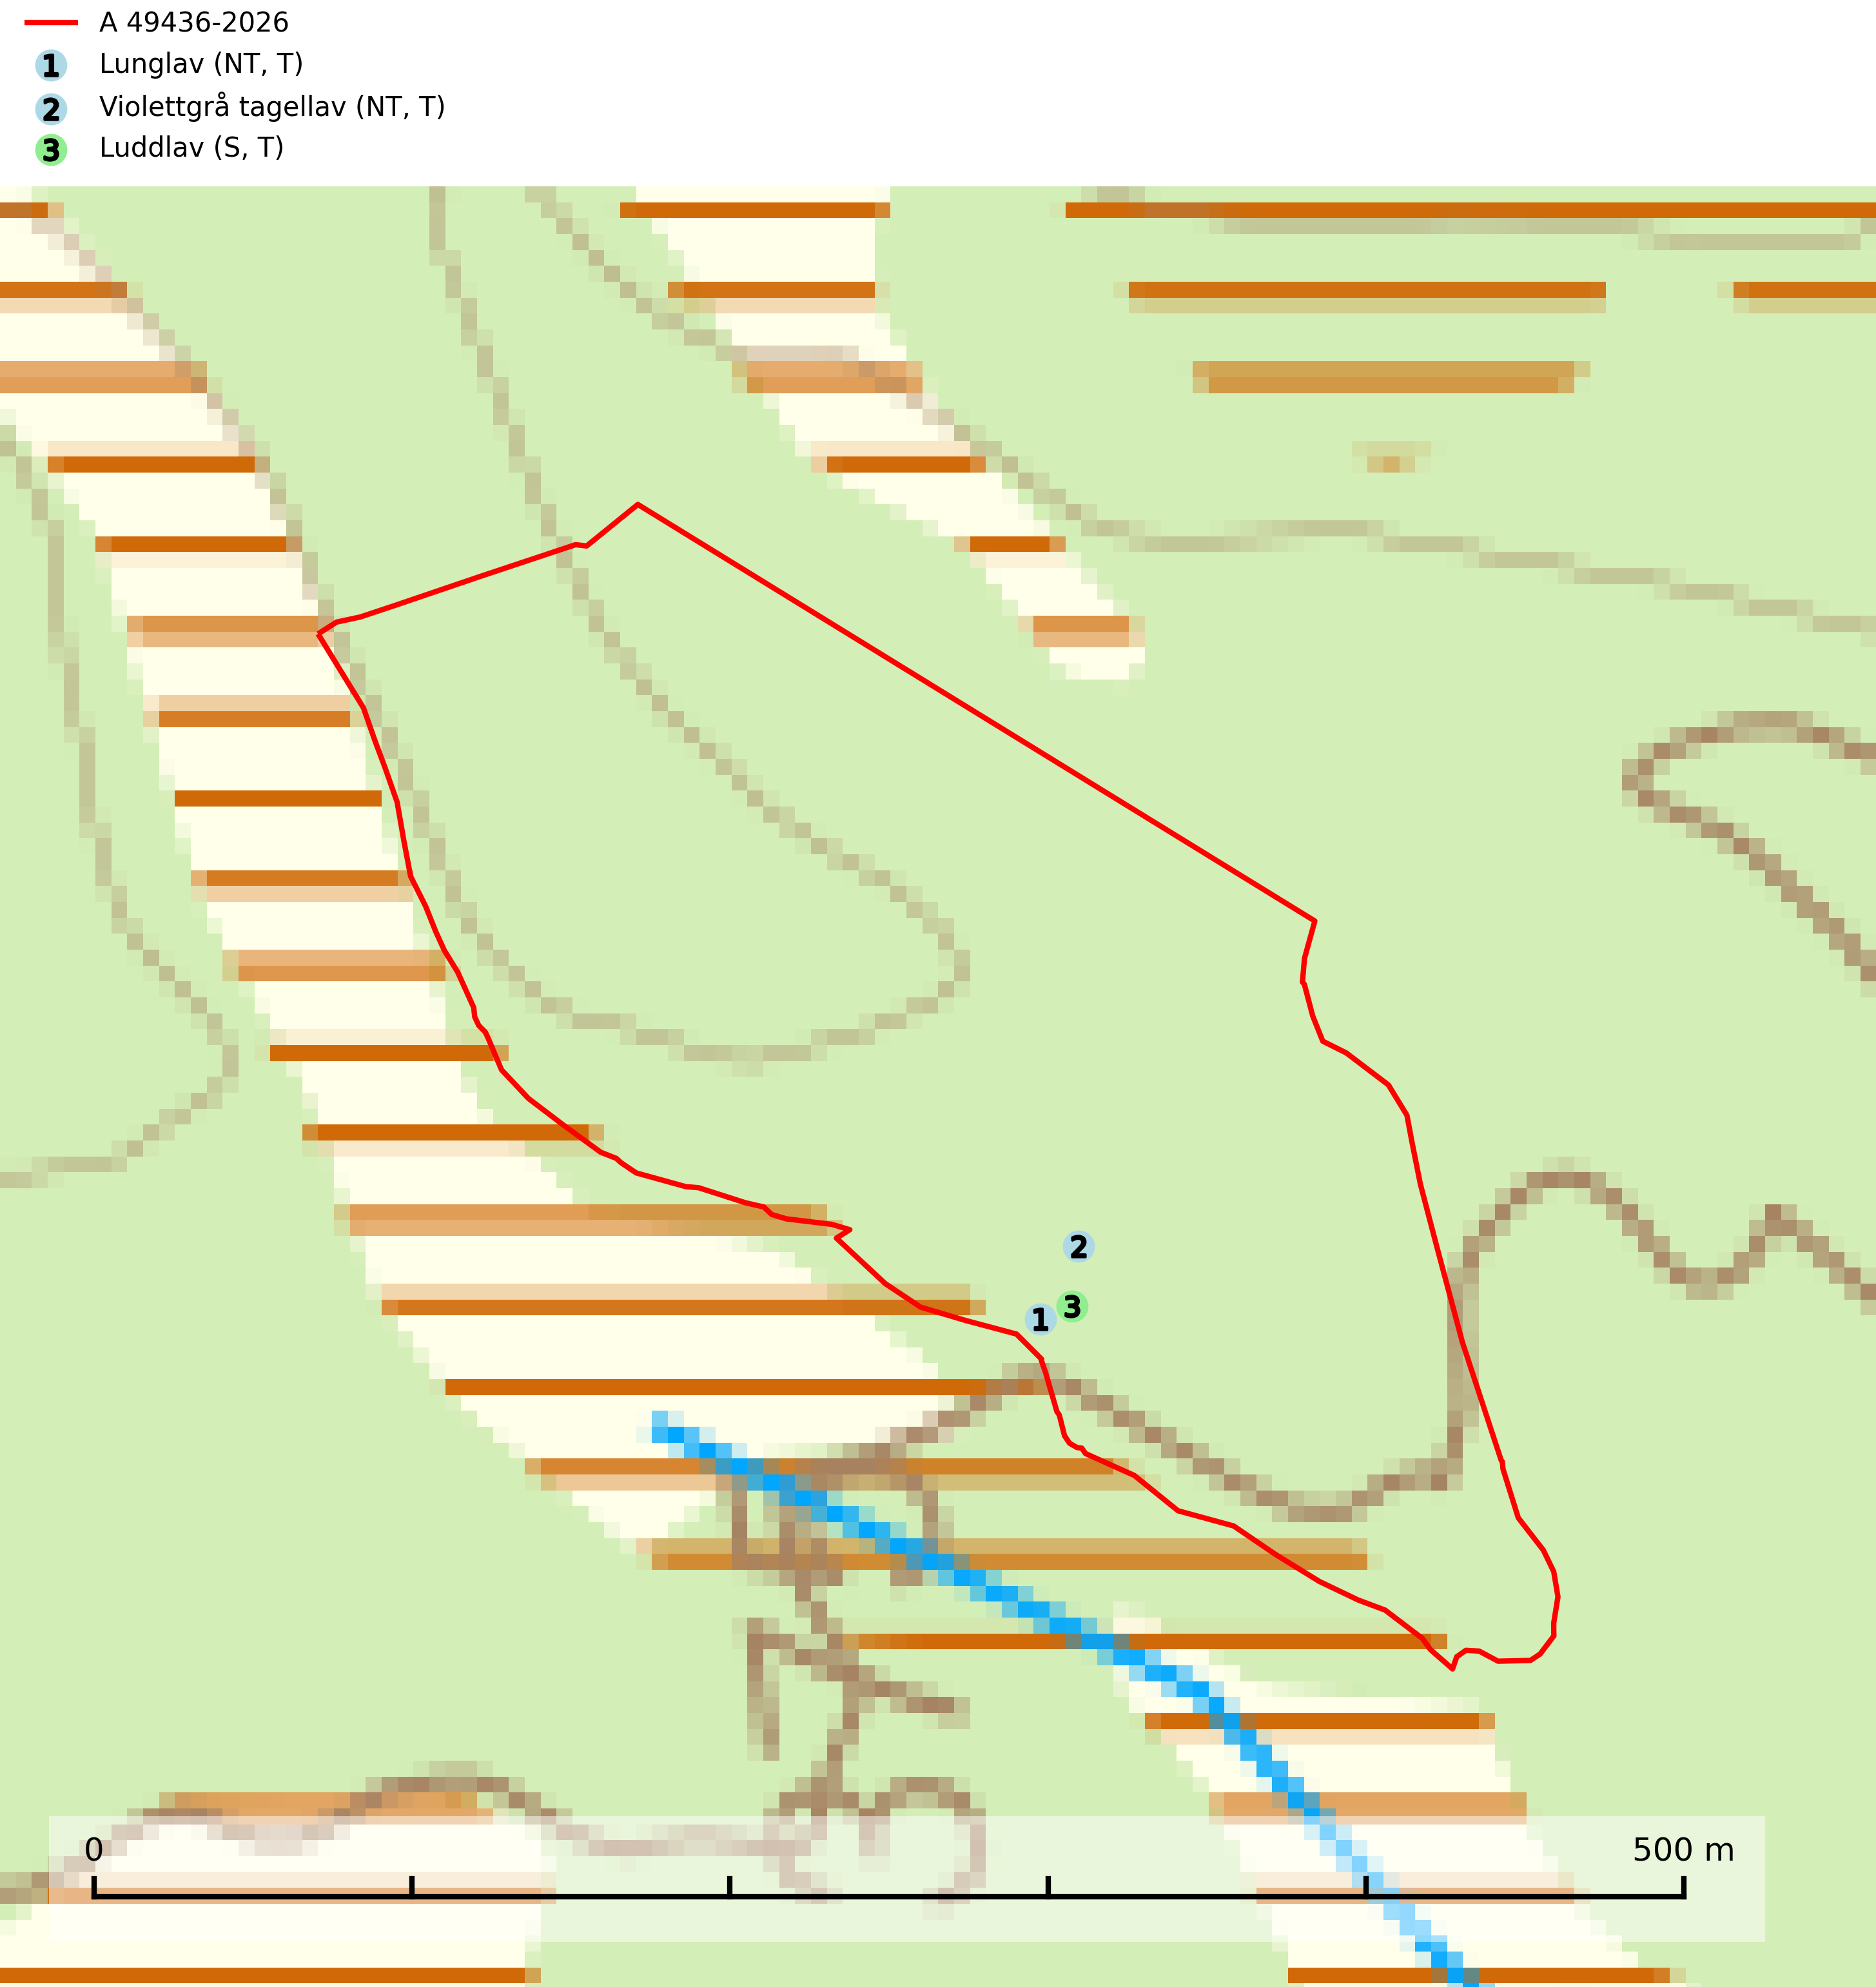 A 49436-2026
1 Lunglav (NT, T)
2 Violettgrå tagellav (NT, T)
3 Luddlav (S, T)
2
3
1
0 500 m